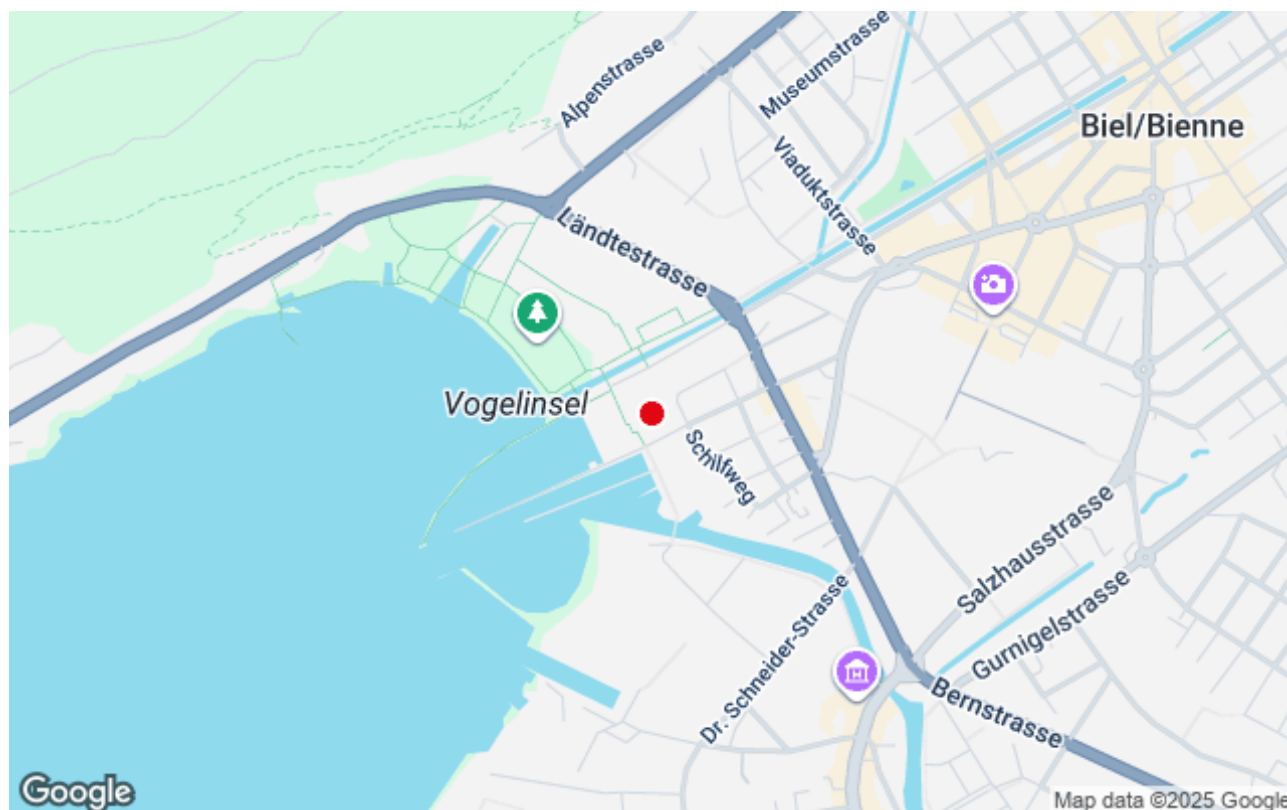 Alpenstrasse
Museumstrasse
Biel/Bienne
Viaduktstrasse
Ländtestrasse
Vogelinsel
Schilfweg
Salzhausstrasse
Gurnigelstrasse
Dr. Schneider-Strasse
Bernstrasse
Google
Map data ©2025 Google